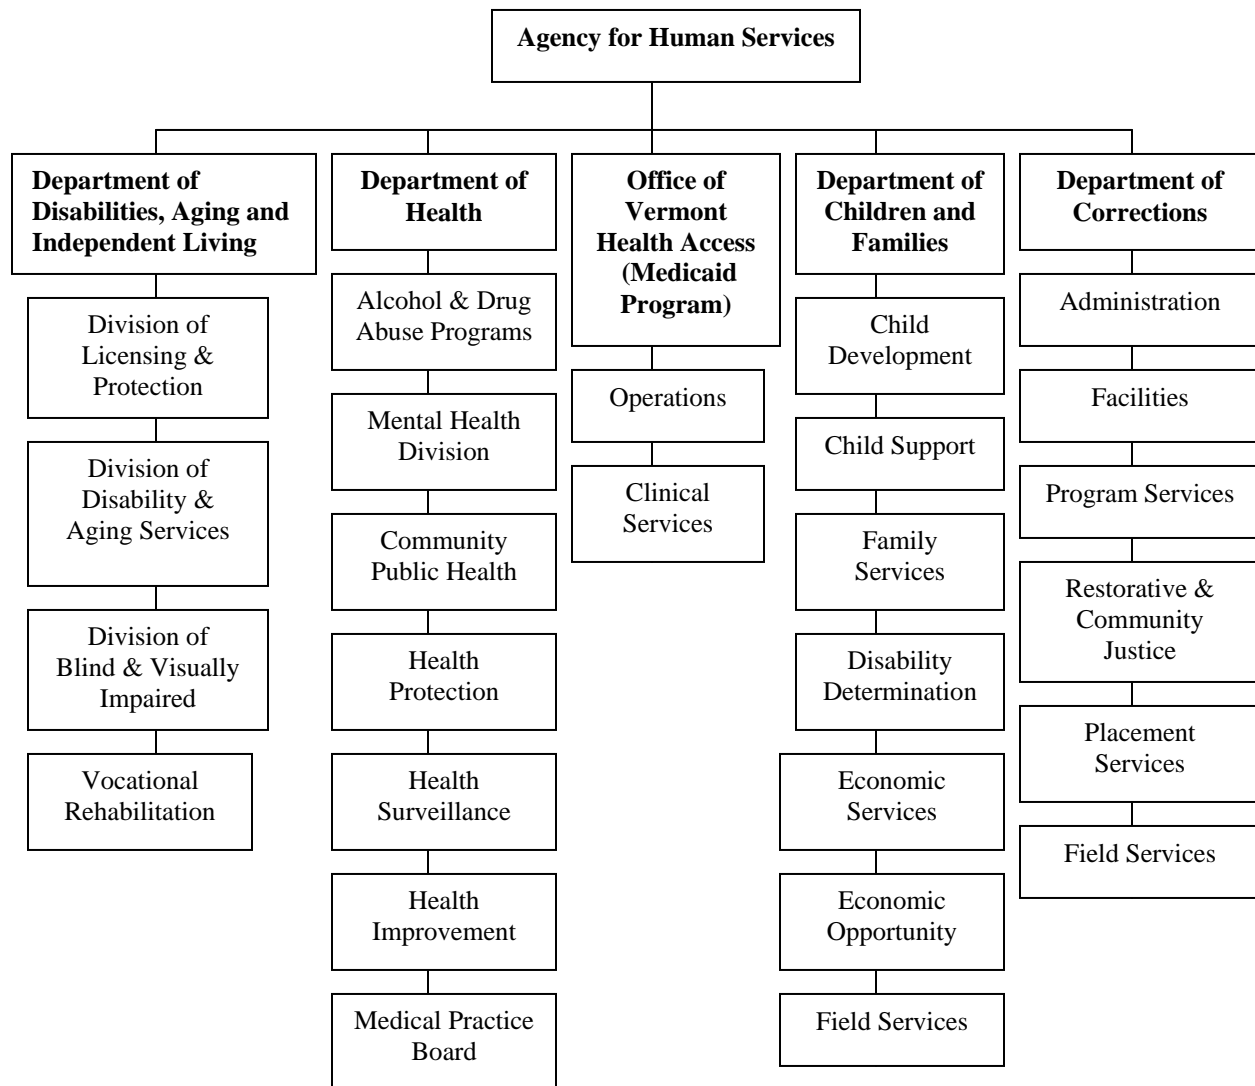 Agency for Human Services
Department of
Disabilities, Aging and
Independent Living
Division of
Licensing &
Protection
Division of
Disability &
Aging Services
Division of
Blind & Visually
Impaired
Vocational
Rehabilitation
Department of
Health
Alcohol & Drug
Abuse Programs
Mental Health
Division
Community
Public Health
Health
Protection
Health
Surveillance
Health
Improvement
Medical Practice
Board
Office of
Vermont
Health Access
(Medicaid
Program)
Operations
Clinical
Services
Department of
Children and
Families
Child
Development
Child Support
Family
Services
Disability
Determination
Economic
Services
Economic
Opportunity
Field Services
Department of
Corrections
Administration
Facilities
Program Services
Restorative &
Community
Justice
Placement
Services
Field Services